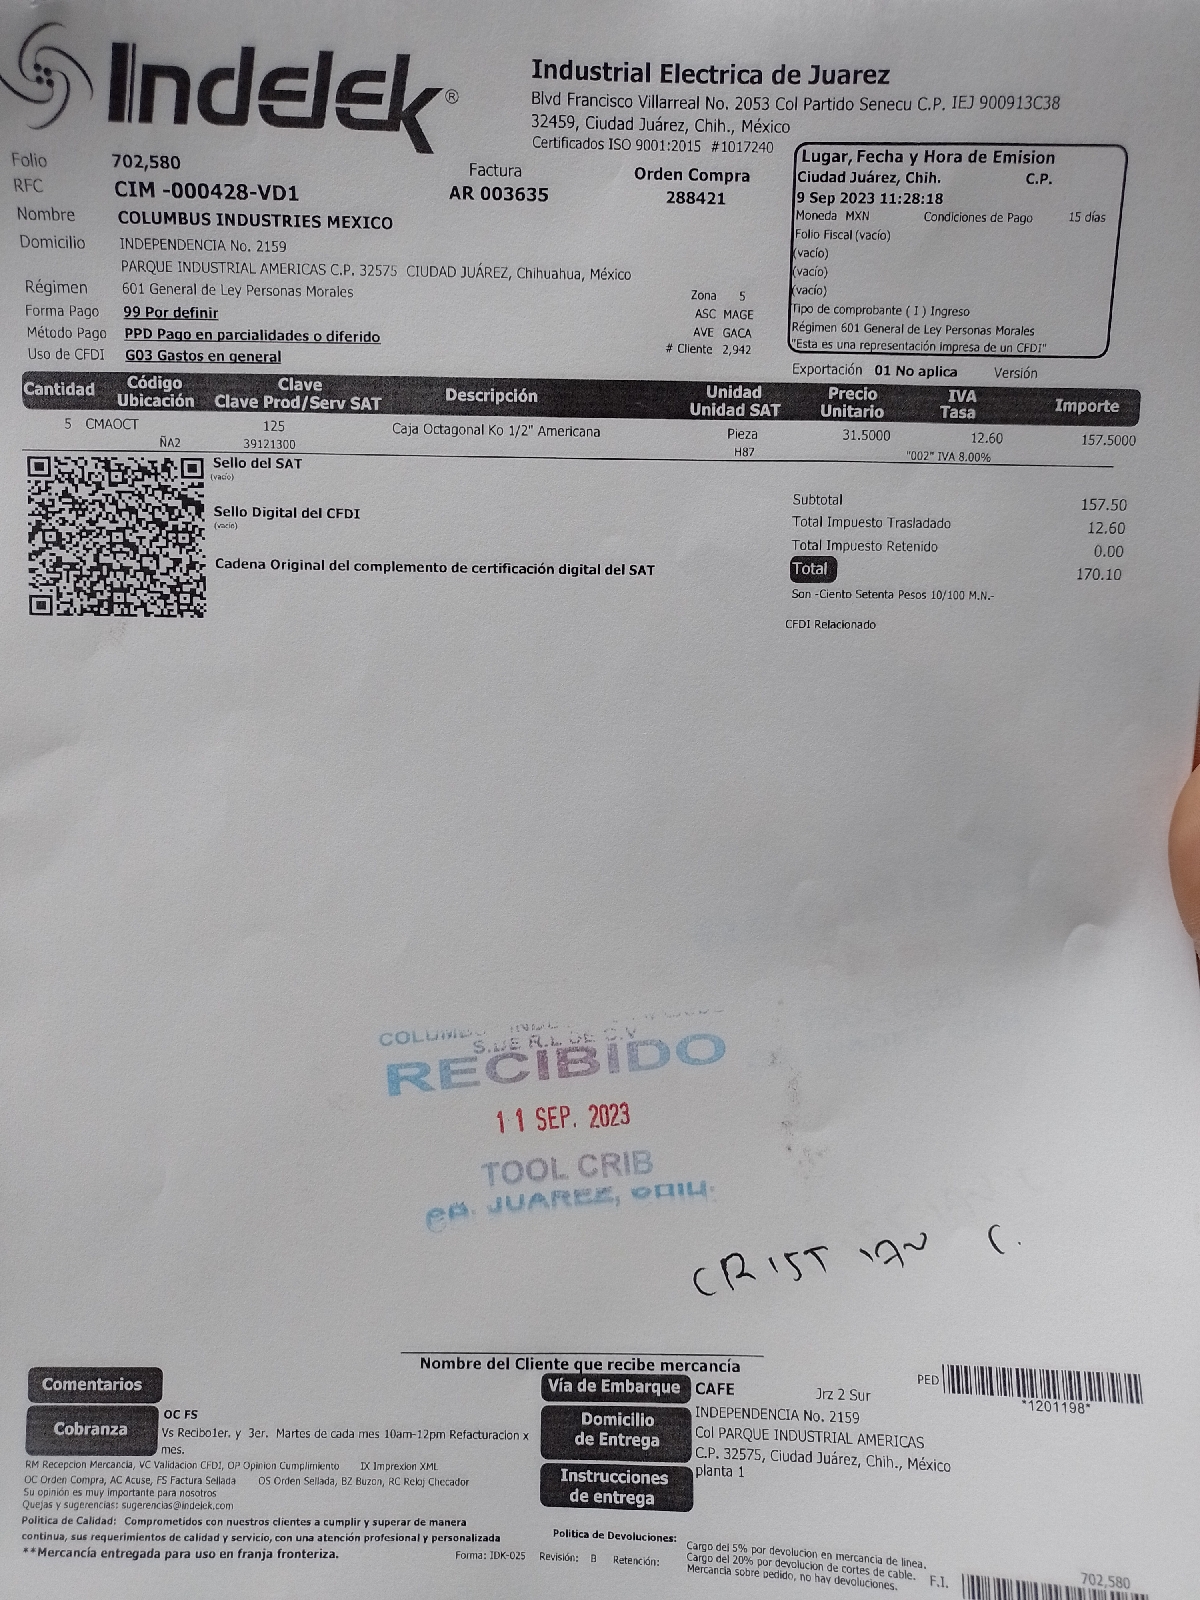 Indelek®
Industrial Electrica de Juarez
Blvd Francisco Villarreal No. 2053 Col Partido Senecu C.P. IEJ 900913C38
32459, Ciudad Juárez, Chih., México
Certificados ISO 9001:2015 #1017240
Folio 702,580
RFC CIM -000428-VD1
Factura
AR 003635
Orden Compra
288421
Nombre COLUMBUS INDUSTRIES MEXICO
Domicilio INDEPENDENCIA No. 2159
PARQUE INDUSTRIAL AMERICAS C.P. 32575 CIUDAD JUÁREZ, Chihuahua, México
Régimen 601 General de Ley Personas Morales
Forma Pago 99 Por definir
Método Pago PPD Pago en parcialidades o diferido
Uso de CFDI G03 Gastos en general
Zona 5
ASC MAGE
AVE GACA
# Cliente 2,942
Lugar, Fecha y Hora de Emision
Ciudad Juárez, Chih. C.P.
9 Sep 2023 11:28:18
Moneda MXN Condiciones de Pago 15 días
Folio Fiscal (vacío)
(vacío)
(vacío)
(vacío)
Tipo de comprobante ( I ) Ingreso
Régimen 601 General de Ley Personas Morales
"Esta es una representación impresa de un CFDI"
Exportación 01 No aplica Versión
Cantidad Código Ubicación Clave Clave Prod/Serv SAT Descripción Unidad Unidad SAT Precio Unitario IVA Tasa Importe
5 CMAOCT 125 Caja Octagonal Ko 1/2" Americana Pieza 31.5000 12.60 157.5000
ÑA2 39121300 H87 "002" IVA 8.00%
Sello del SAT
(vacío)
Sello Digital del CFDI
(vacío)
Cadena Original del complemento de certificación digital del SAT
Subtotal 157.50
Total Impuesto Trasladado 12.60
Total Impuesto Retenido 0.00
Total 170.10
Son -Ciento Setenta Pesos 10/100 M.N.-
CFDI Relacionado
S.DE R.L DE C.V
RECIBIDO
11 SEP. 2023
TOOL CRIB
CD. JUAREZ, CHIH.
CRISTIAN C.
Nombre del Cliente que recibe mercancía
Comentarios
Cobranza
OC FS
Vs Recibo1er. y 3er. Martes de cada mes 10am-12pm Refacturacion x
mes.
Vía de Embarque CAFE Jrz 2 Sur
Domicilio de Entrega
INDEPENDENCIA No. 2159
Col PARQUE INDUSTRIAL AMERICAS
C.P. 32575, Ciudad Juárez, Chih., México
Instrucciones de entrega
planta 1
PED
*1201198*
RM Recepcion Mercancia, VC Validacion CFDI, OP Opinion Cumplimiento IX Imprexion XML
OC Orden Compra, AC Acuse, FS Factura Sellada OS Orden Sellada, BZ Buzon, RC Reloj Checador
Su opinión es muy importante para nosotros
Quejas y sugerencias: sugerencias@indelek.com
Politica de Calidad: Comprometidos con nuestros clientes a cumplir y superar de manera
continua, sus requerimientos de calidad y servicio, con una atención profesional y personalizada
**Mercancía entregada para uso en franja fronteriza.
Forma: IDK-025 Revisión: B Retención:
Politica de Devoluciones:
Cargo del 5% por devolucion en mercancia de linea.
Cargo del 20% por devolucion de cortes de cable.
Mercancia sobre pedido, no hay devoluciones.
F.I.
702,580